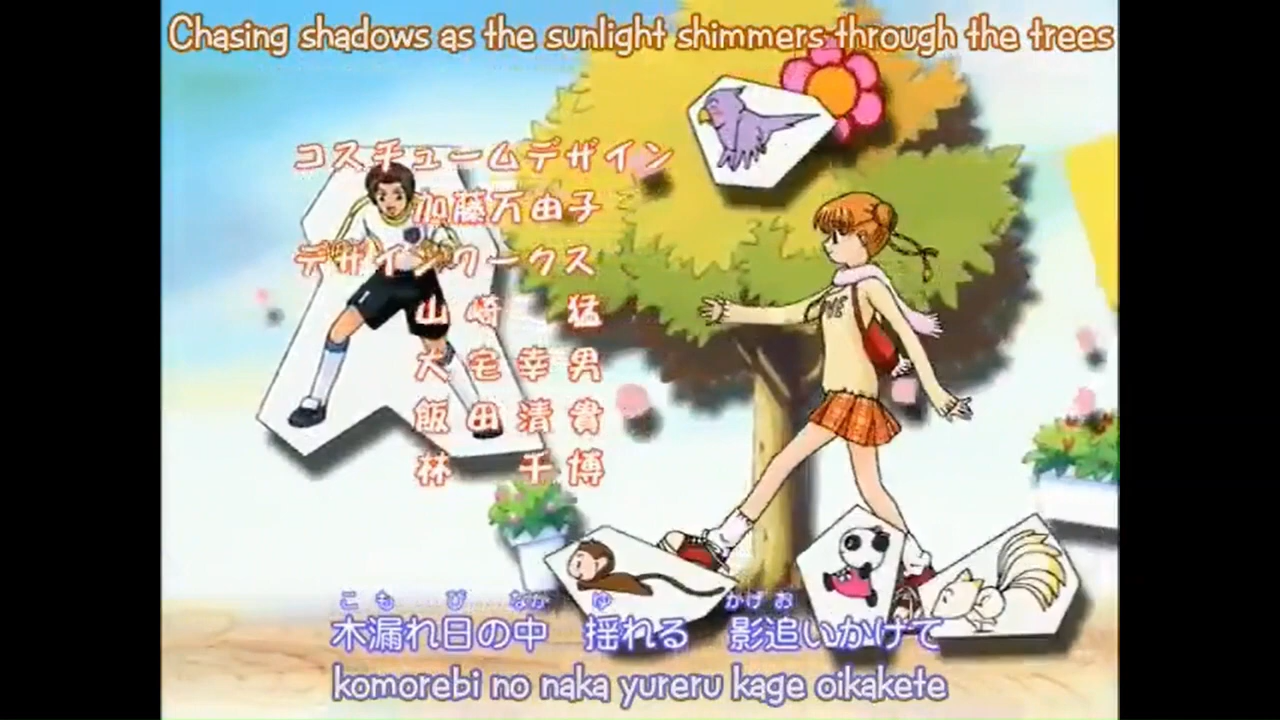 Chasing shadows as the sunlight shimmers through the trees
コスチュームデザイン
加藤万由子
デザインワークス
山崎 猛
大宅幸男
飯田清貴
林 千博
こもび なか ゆ かげお
木漏れ日の中 揺れる 影追いかけて
komorebi no naka yureru kage oikakete